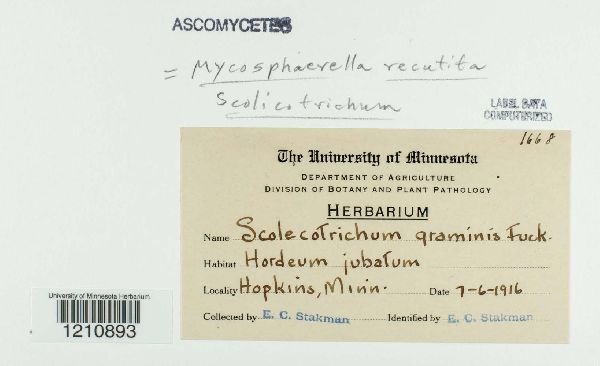 ASCOMYCETES
= Mycosphaerella recutita
Scolicotrichum
LABEL DATA
COMPUTERIZED
1668
The University of Minnesota
DEPARTMENT OF AGRICULTURE
DIVISION OF BOTANY AND PLANT PATHOLOGY
HERBARIUM
Name Scolecotrichum graminis Fuck.
Habitat Hordeum jubatum
Locality Hopkins, Minn. Date 7-6-1916
Collected by E. C. Stakman Identified by E. C. Stakman
University of Minnesota Herbarium
1210893